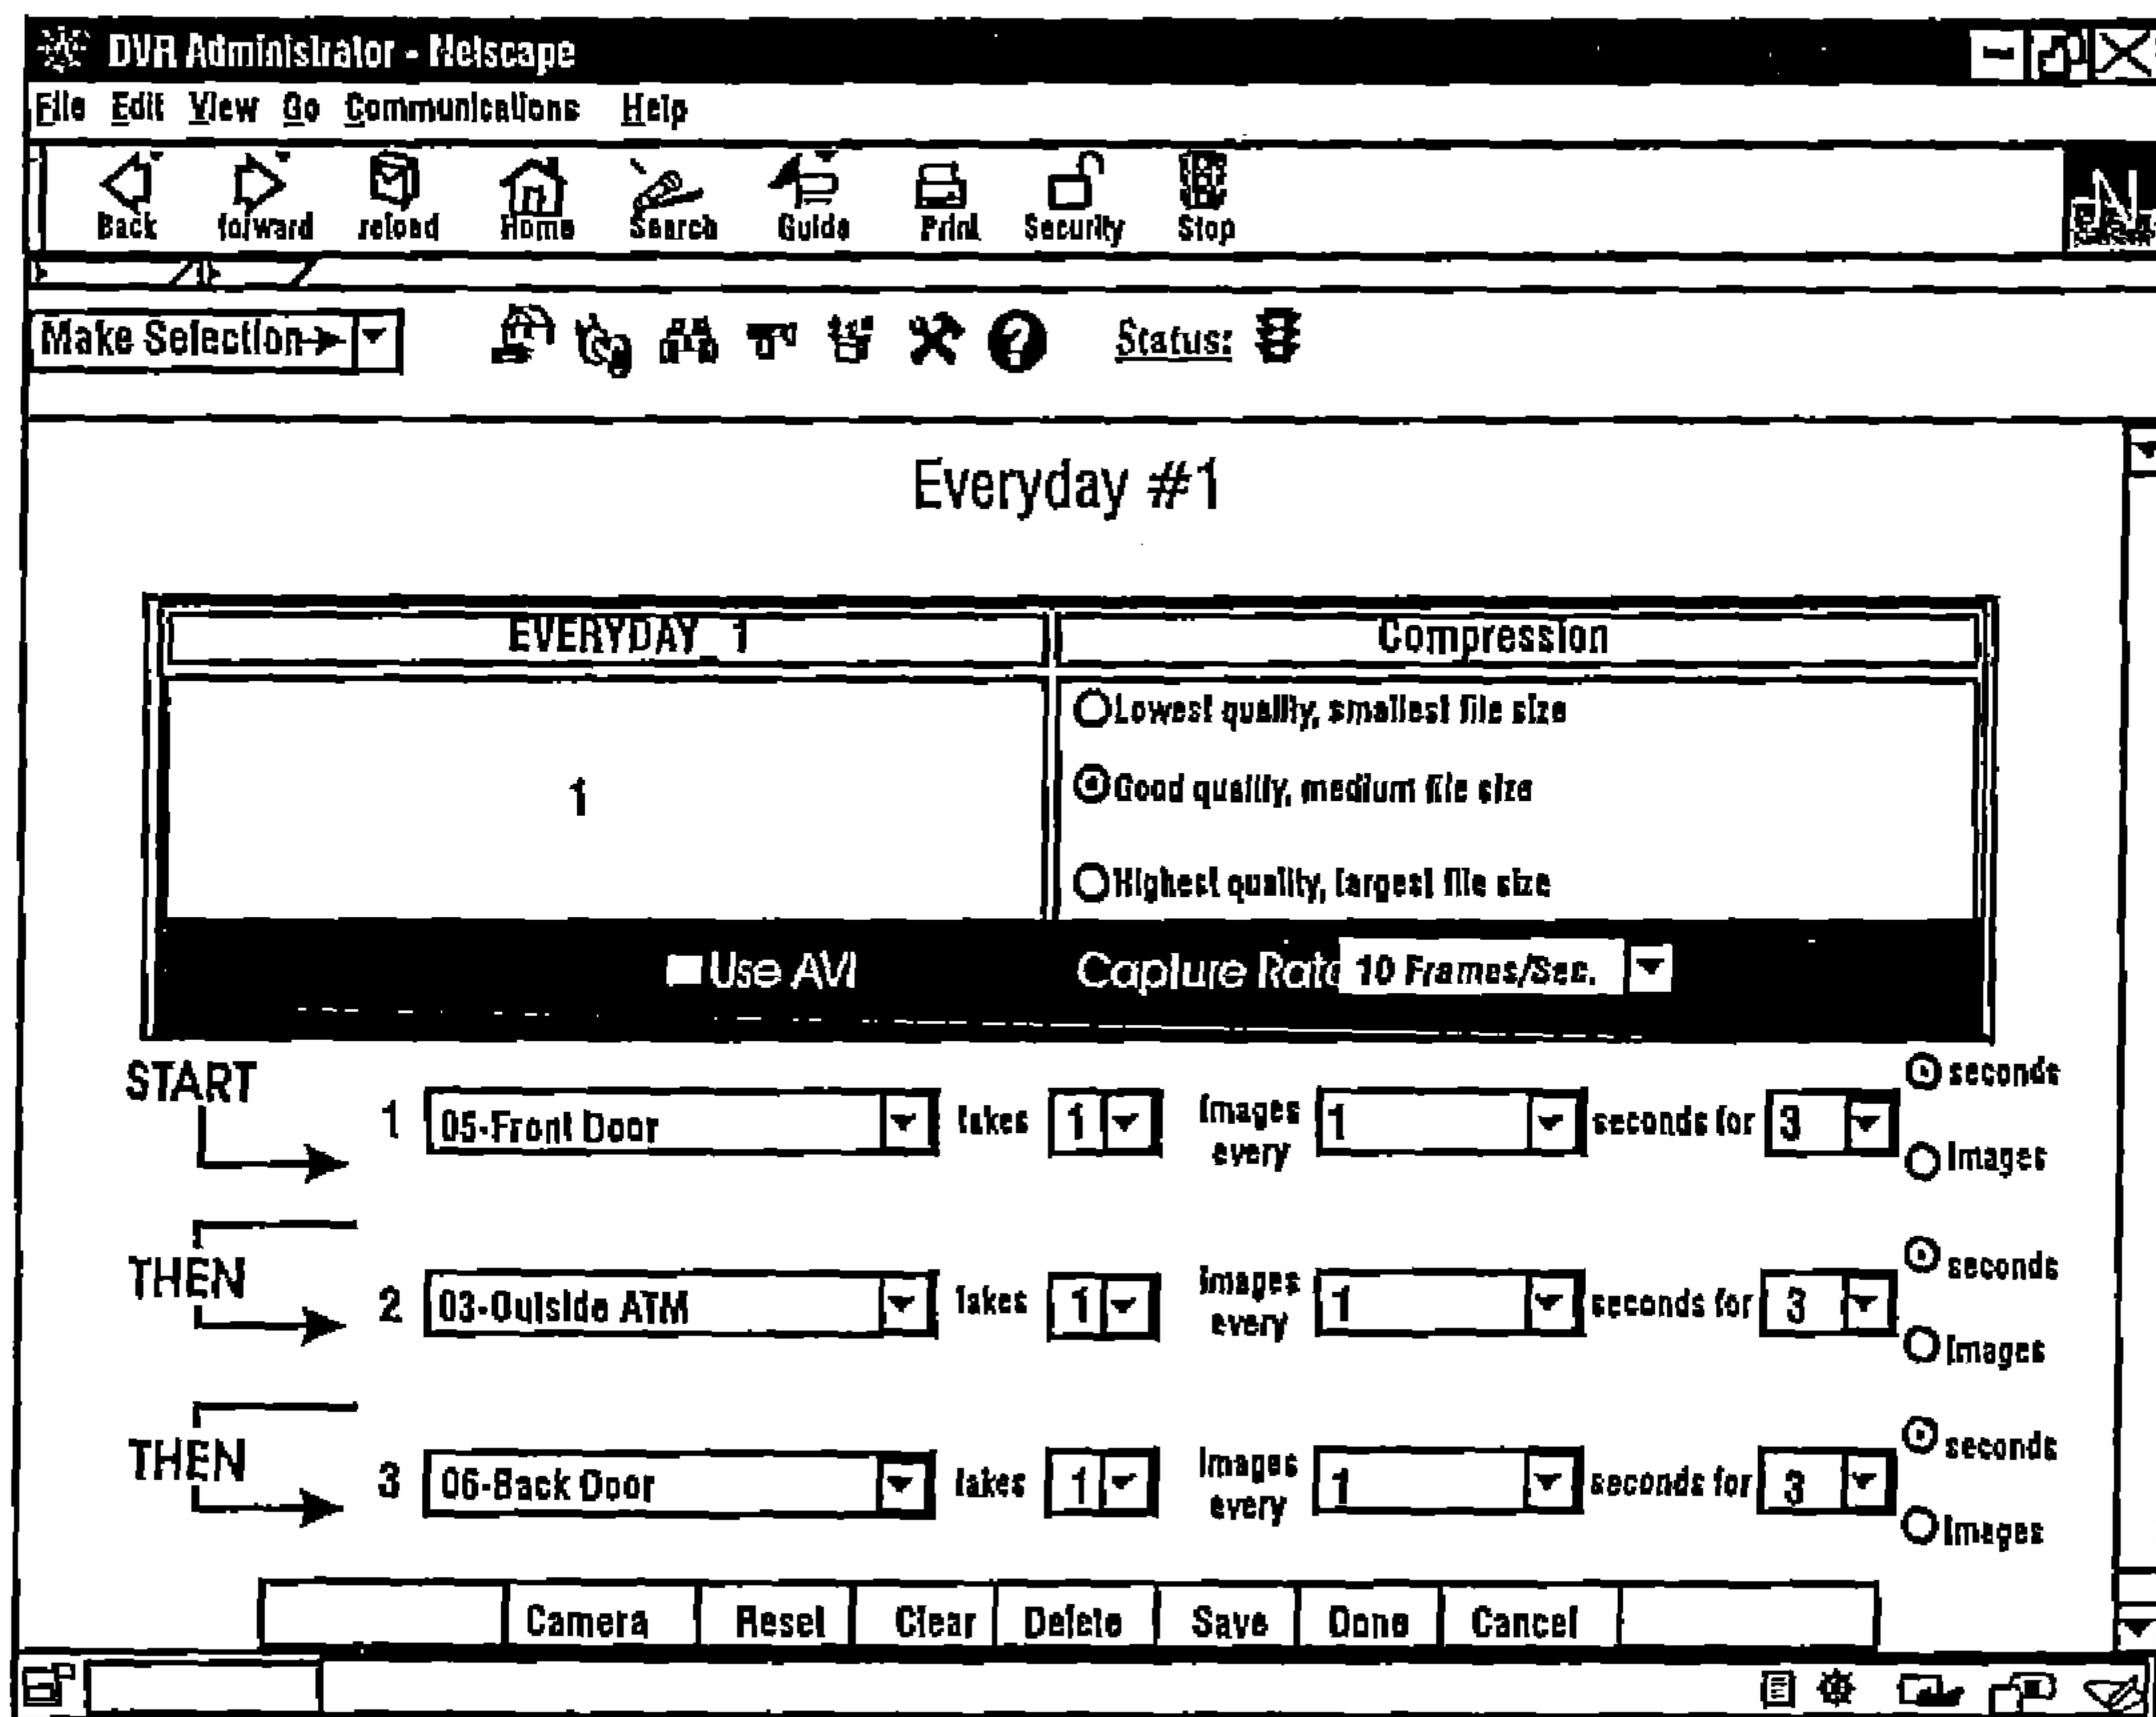 DVR Administrator - Netscape
File Edit View Go Communications Help
Back forward reload Home Search Guide Print Security Stop
N
Make Selection
Status:
Everyday #1
EVERYDAY_1 Compression
Lowest quality, smallest file size
1
Good quality, medium file size
Highest quality, largest file size
Use AVI Capture Rate 10 Frames/Sec.
START
1 05-Front Door takes 1 Images every 1 seconds for 3 seconds Images
THEN
2 03-Outside ATM takes 1 Images every 1 seconds for 3 seconds Images
THEN
3 06-Back Door takes 1 Images every 1 seconds for 3 seconds Images
Camera Reset Clear Delete Save Done Cancel